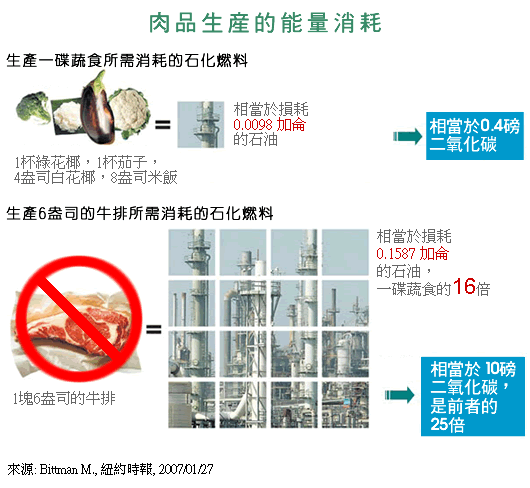 肉品生産的能量消耗
生產一碟蔬食所需消耗的石化燃料
相當於損耗
0.0098 加侖
的石油
相當於0.4磅
二氧化碳
1杯綠花椰，1杯茄子，
4盎司白花椰，8盎司米飯
生產6盎司的牛排所需消耗的石化燃料
相當於損耗
0.1587 加侖
的石油，
一碟蔬食的16倍
1塊6盎司的牛排
相當於 10磅
二氧化碳，
是前者的
25倍
來源: Bittman M., 紐約時報, 2007/01/27